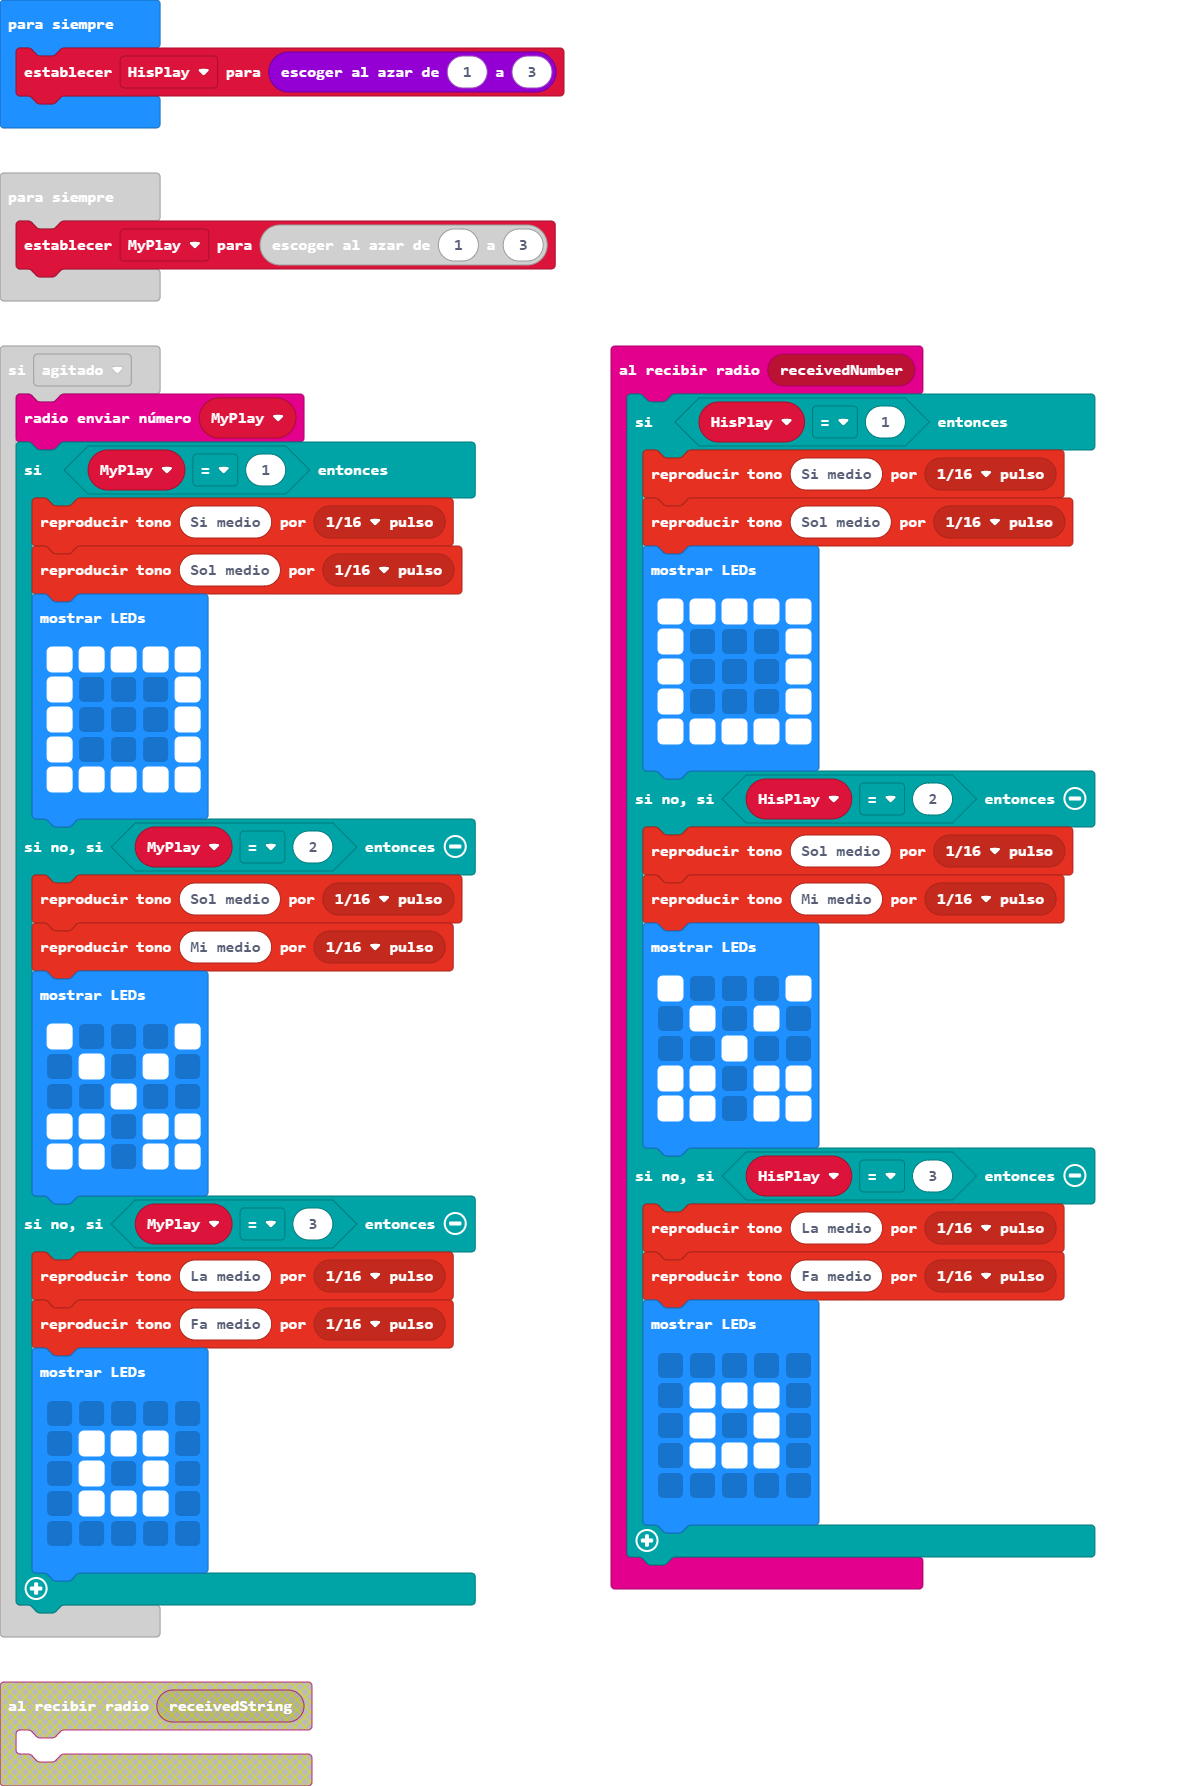 para siempre
establecer HisPlay para escoger al azar de 1 a 3
para siempre
establecer MyPlay para escoger al azar de 1 a 3
si agitado
radio enviar número MyPlay
si MyPlay = 1 entonces
reproducir tono Si medio por 1/16 pulso
reproducir tono Sol medio por 1/16 pulso
mostrar LEDs
si no, si MyPlay = 2 entonces
reproducir tono Sol medio por 1/16 pulso
reproducir tono Mi medio por 1/16 pulso
mostrar LEDs
si no, si MyPlay = 3 entonces
reproducir tono La medio por 1/16 pulso
reproducir tono Fa medio por 1/16 pulso
mostrar LEDs
al recibir radio receivedNumber
si HisPlay = 1 entonces
reproducir tono Si medio por 1/16 pulso
reproducir tono Sol medio por 1/16 pulso
mostrar LEDs
si no, si HisPlay = 2 entonces
reproducir tono Sol medio por 1/16 pulso
reproducir tono Mi medio por 1/16 pulso
mostrar LEDs
si no, si HisPlay = 3 entonces
reproducir tono La medio por 1/16 pulso
reproducir tono Fa medio por 1/16 pulso
mostrar LEDs
al recibir radio receivedString